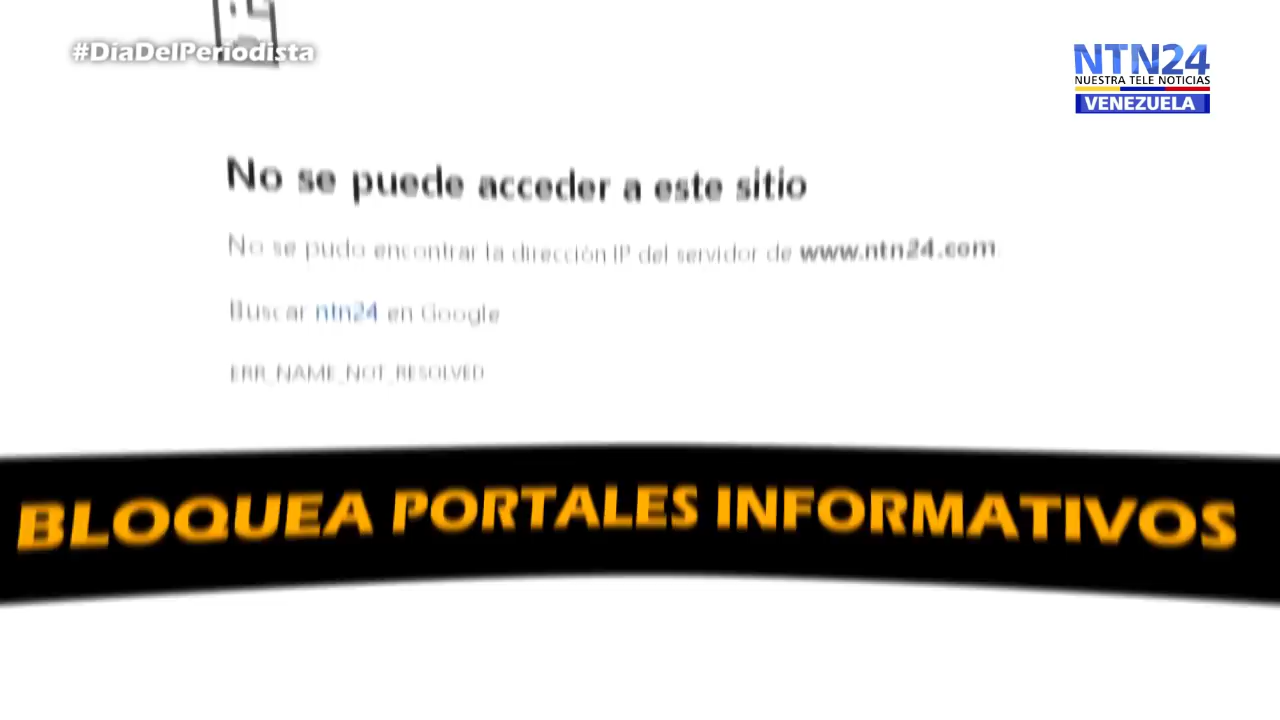 #DiaDelPeriodista
NTN24
NUESTRA TELE NOTICIAS
VENEZUELA
No se puede acceder a este sitio
No se pudo encontrar la dirección IP del servidor de www.ntn24.com.
Buscar ntn24 en Google
ERR_NAME_NOT_RESOLVED
BLOQUEA PORTALES INFORMATIVOS